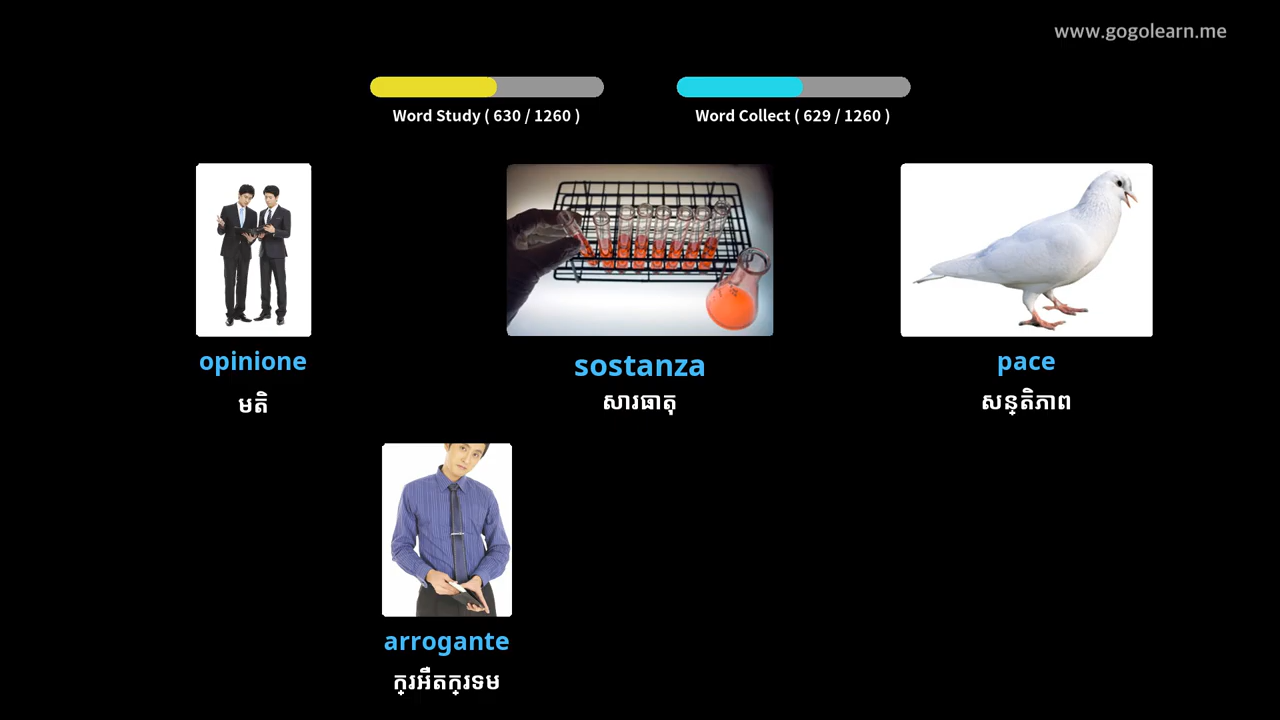 www.gogolearn.me
Word Study ( 630 / 1260 )
Word Collect ( 629 / 1260 )
opinione
មតិ
sostanza
សារធាតុ
pace
សន្តិភាព
arrogante
ក្រអឺតក្រទម